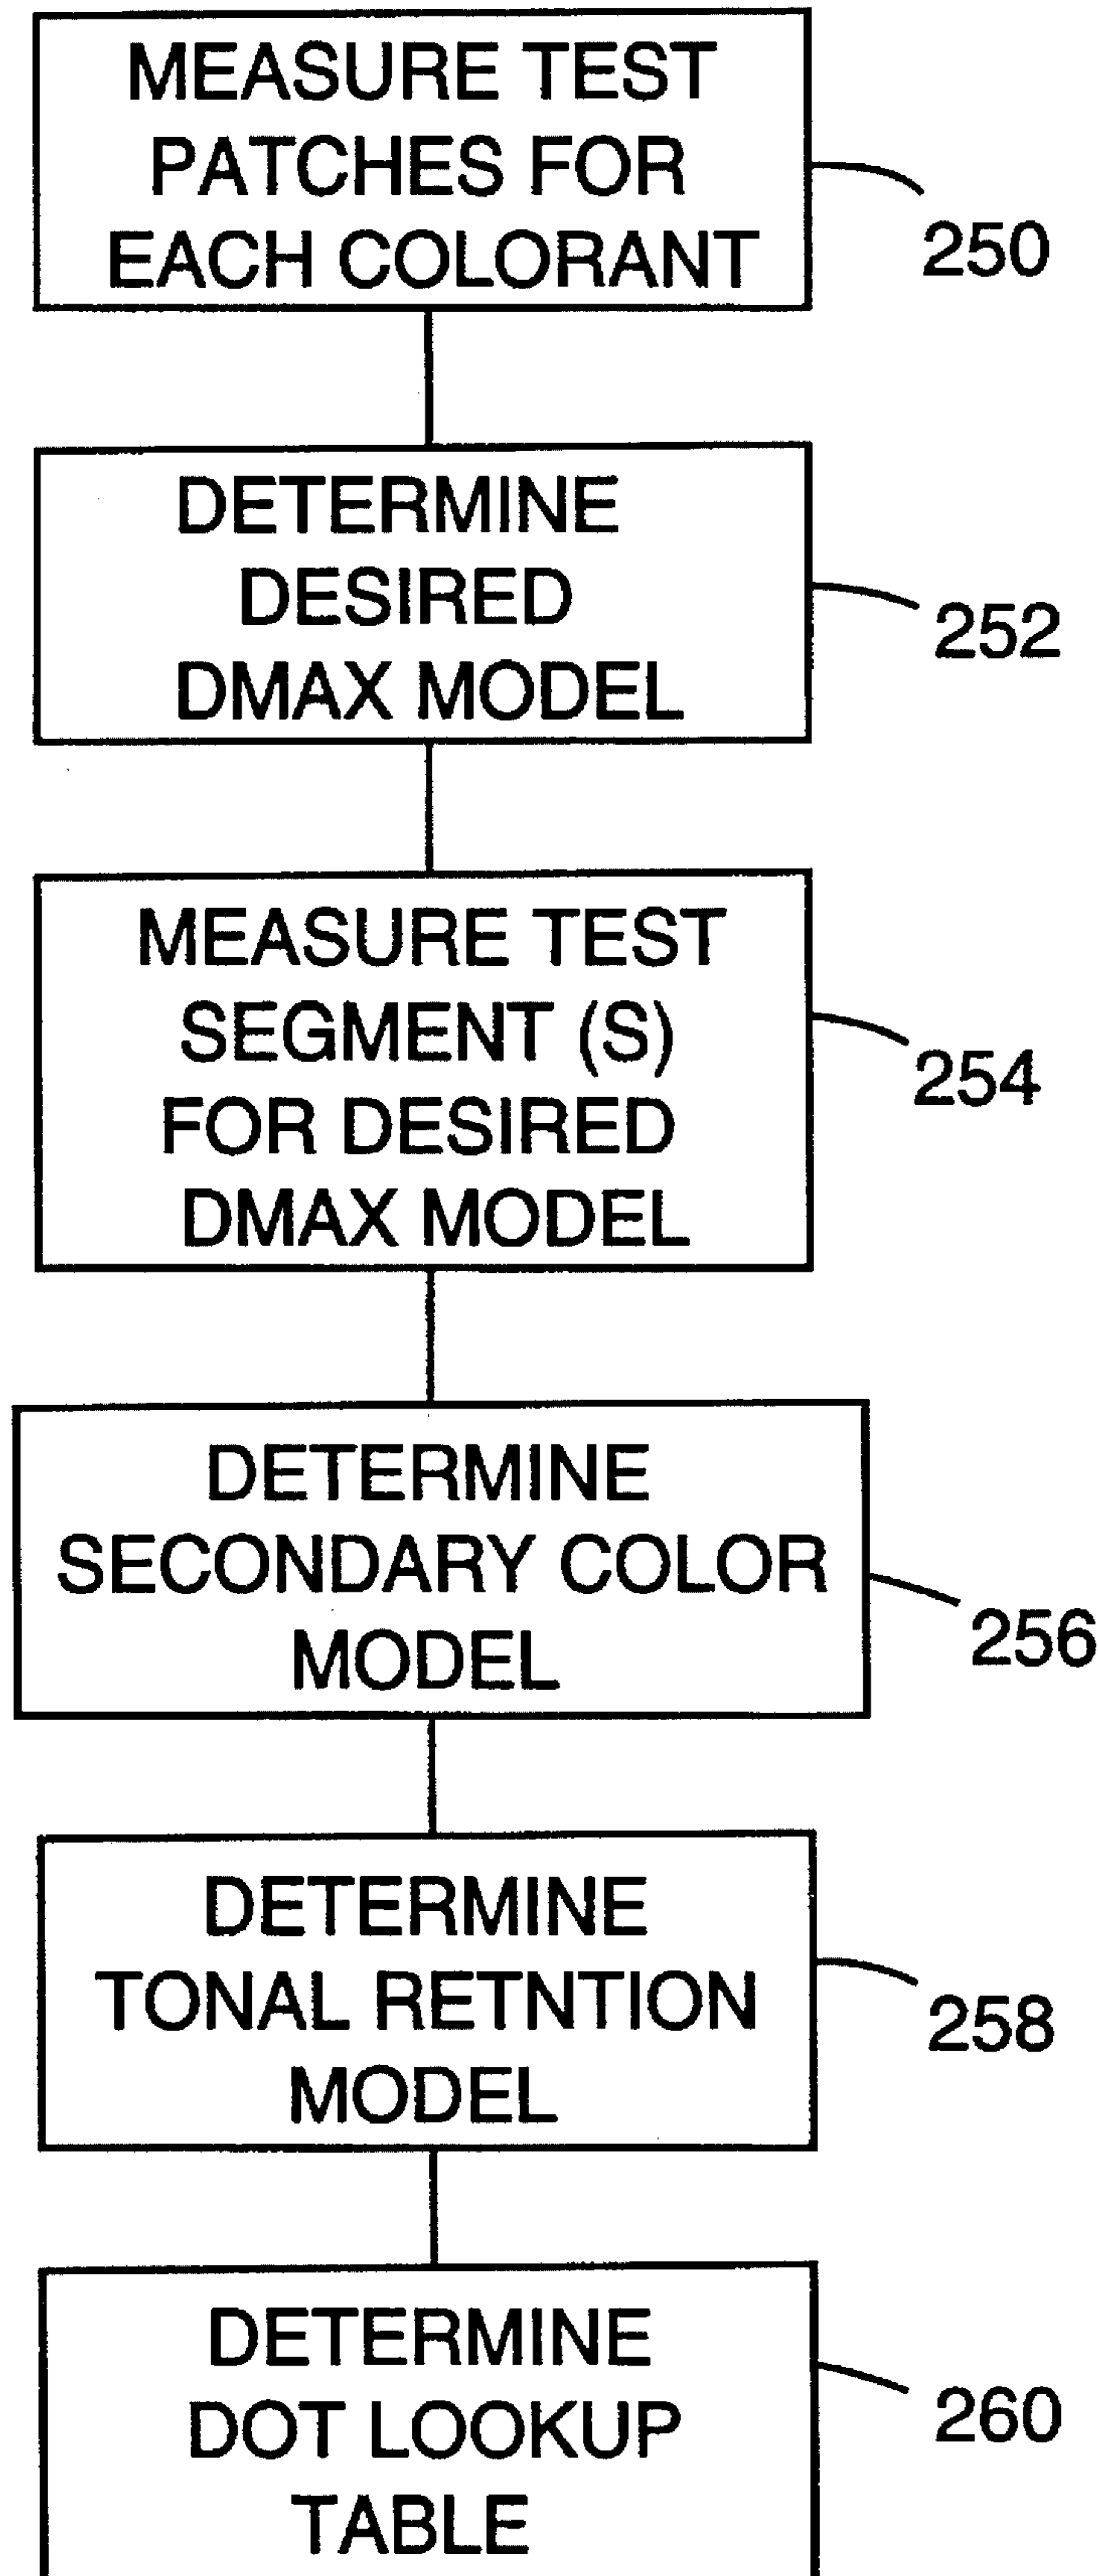 MEASURE TEST
PATCHES FOR
EACH COLORANT
250
DETERMINE
DESIRED
DMAX MODEL
252
MEASURE TEST
SEGMENT (S)
FOR DESIRED
DMAX MODEL
254
DETERMINE
SECONDARY COLOR
MODEL
256
DETERMINE
TONAL RETNTION
MODEL
258
DETERMINE
DOT LOOKUP
TABLE
260